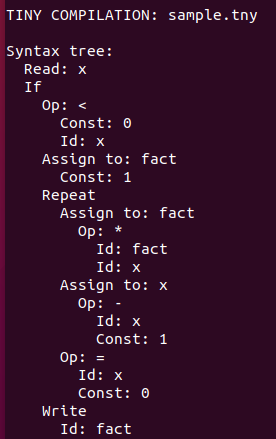 TINY COMPILATION: sample.tny

Syntax tree:
  Read: x
  If
    Op: <
      Const: 0
      Id: x
    Assign to: fact
      Const: 1
    Repeat
      Assign to: fact
        Op: *
          Id: fact
          Id: x
      Assign to: x
        Op: -
          Id: x
          Const: 1
      Op: =
        Id: x
        Const: 0
    Write
      Id: fact